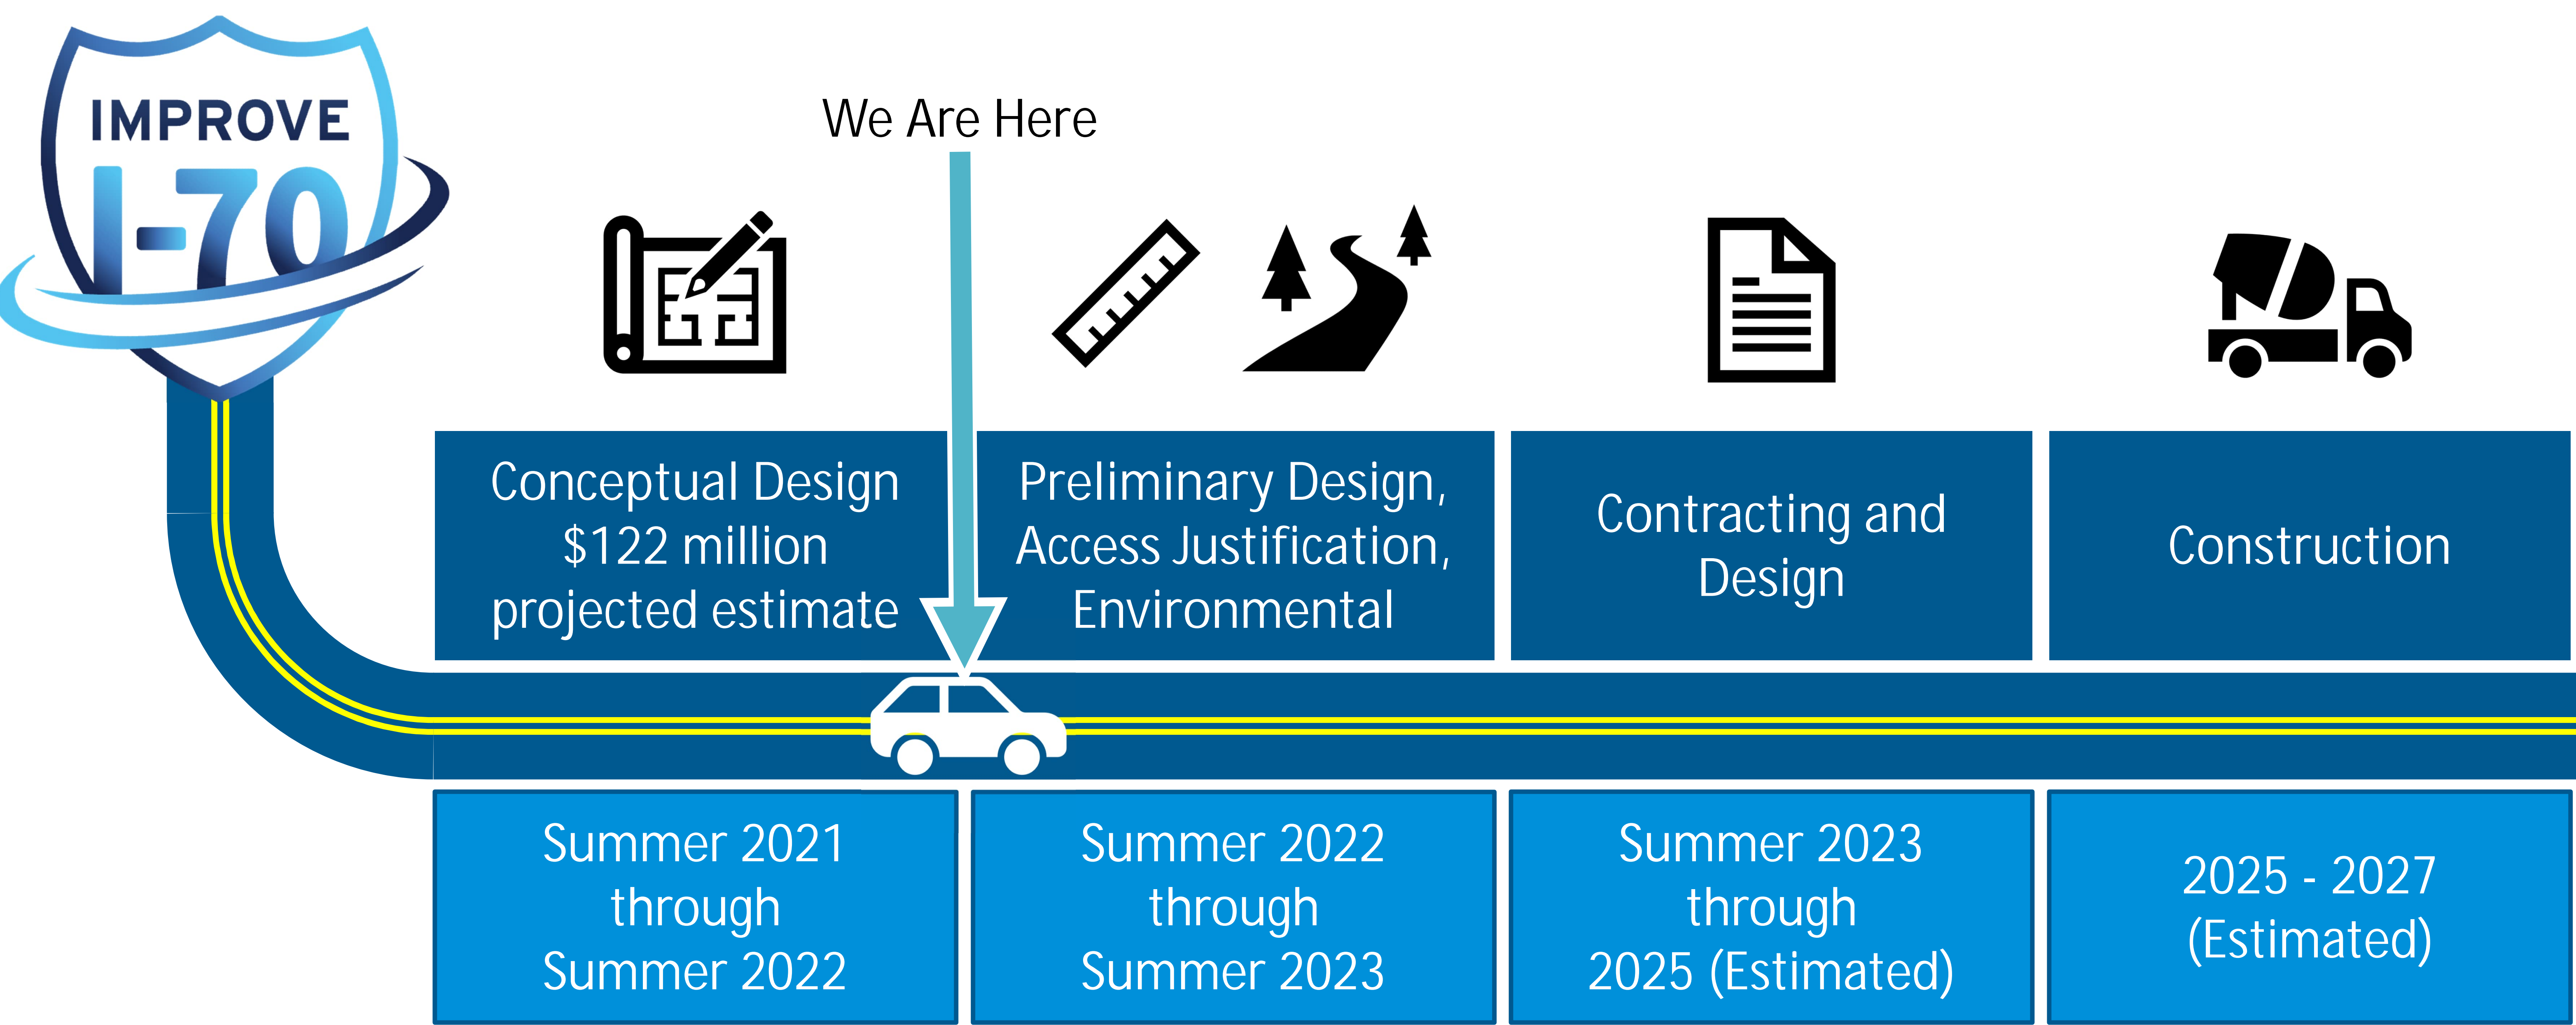 IMPROVE
I-70
We Are Here
Conceptual Design
$122 million
projected estimate
Preliminary Design,
Access Justification,
Environmental
Contracting and
Design
Construction
Summer 2021
through
Summer 2022
Summer 2022
through
Summer 2023
Summer 2023
through
2025 (Estimated)
2025 - 2027
(Estimated)